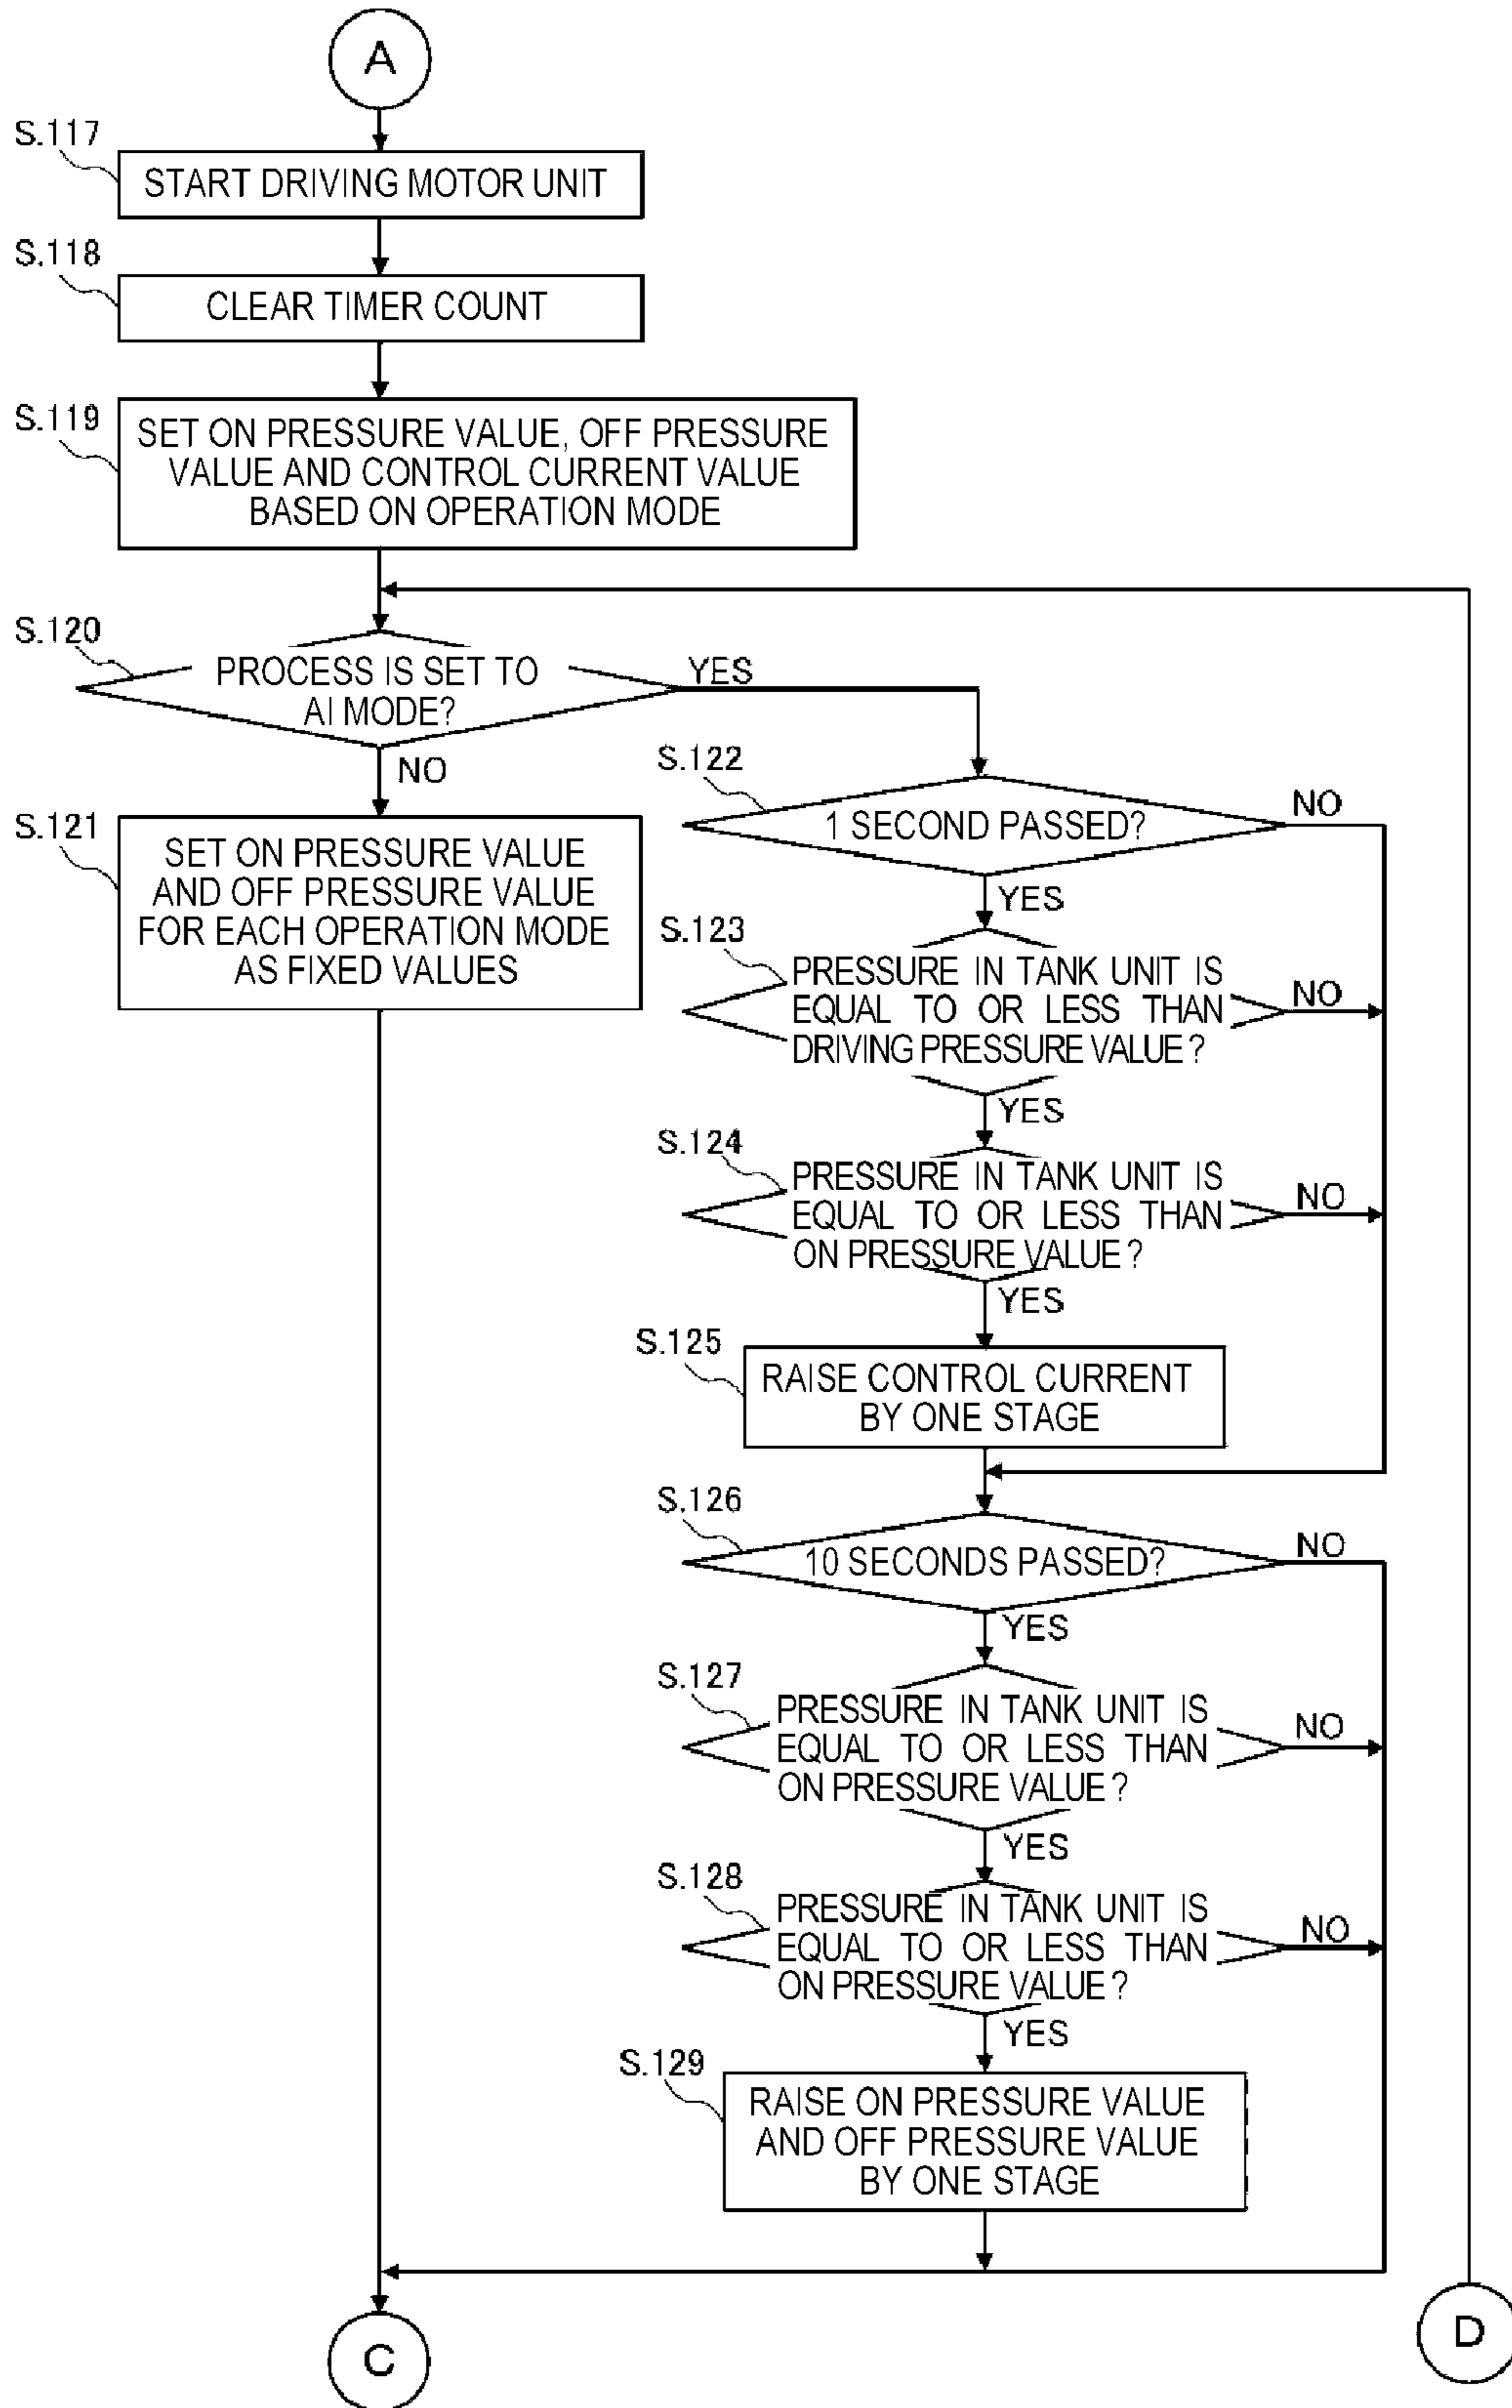 A
S.117
START DRIVING MOTOR UNIT
S.118
CLEAR TIMER COUNT
S.119
SET ON PRESSURE VALUE, OFF PRESSURE
VALUE AND CONTROL CURRENT VALUE
BASED ON OPERATION MODE
S.120
PROCESS IS SET TO
AI MODE?
YES
NO
S.121
SET ON PRESSURE VALUE
AND OFF PRESSURE VALUE
FOR EACH OPERATION MODE
AS FIXED VALUES
S.122
1 SECOND PASSED?
NO
YES
S.123
PRESSURE IN TANK UNIT IS
EQUAL TO OR LESS THAN
DRIVING PRESSURE VALUE?
NO
YES
S.124
PRESSURE IN TANK UNIT IS
EQUAL TO OR LESS THAN
ON PRESSURE VALUE?
NO
YES
S.125
RAISE CONTROL CURRENT
BY ONE STAGE
S.126
10 SECONDS PASSED?
NO
YES
S.127
PRESSURE IN TANK UNIT IS
EQUAL TO OR LESS THAN
ON PRESSURE VALUE?
NO
YES
S.128
PRESSURE IN TANK UNIT IS
EQUAL TO OR LESS THAN
ON PRESSURE VALUE?
NO
YES
S.129
RAISE ON PRESSURE VALUE
AND OFF PRESSURE VALUE
BY ONE STAGE
C
D